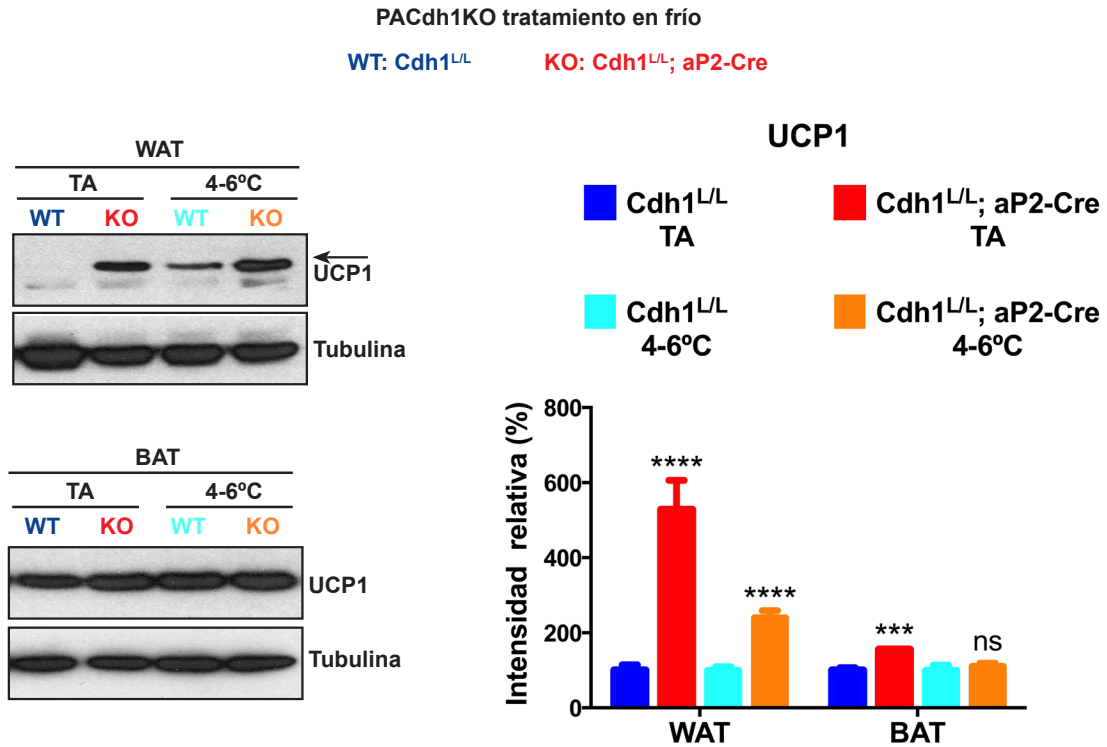 PACdh1KO tratamiento en frío
WT: Cdh1L/L KO: Cdh1L/L; aP2-Cre
WAT
TA 4-6ºC
WT KO WT KO
UCP1
Tubulina
BAT
TA 4-6ºC
WT KO WT KO
UCP1
Tubulina
UCP1
Cdh1L/L
TA
Cdh1L/L; aP2-Cre
TA
Cdh1L/L
4-6ºC
Cdh1L/L; aP2-Cre
4-6ºC
Intensidad relativa (%)
800
600
400
200
0
****
****
***
ns
WAT BAT